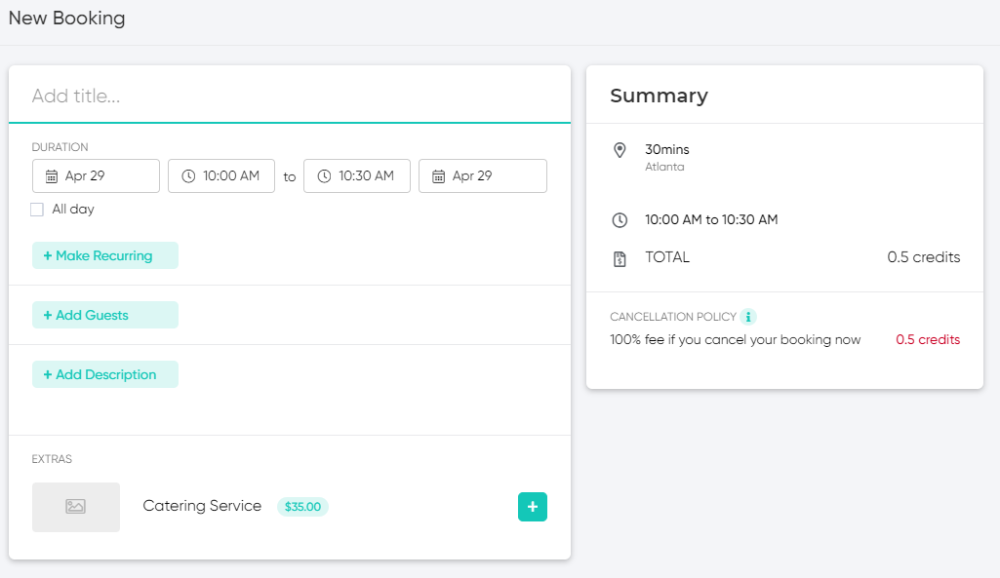 New Booking
Add title...
DURATION
Apr 29 10:00 AM to 10:30 AM Apr 29
All day
+ Make Recurring
+ Add Guests
+ Add Description
EXTRAS
Catering Service $35.00 +
Summary
30mins
Atlanta
10:00 AM to 10:30 AM
TOTAL 0.5 credits
CANCELLATION POLICY i
100% fee if you cancel your booking now 0.5 credits